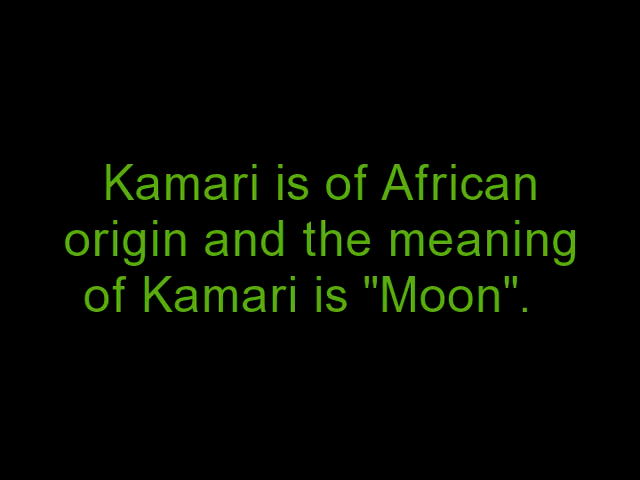 Kamari is of African
origin and the meaning
of Kamari is "Moon".